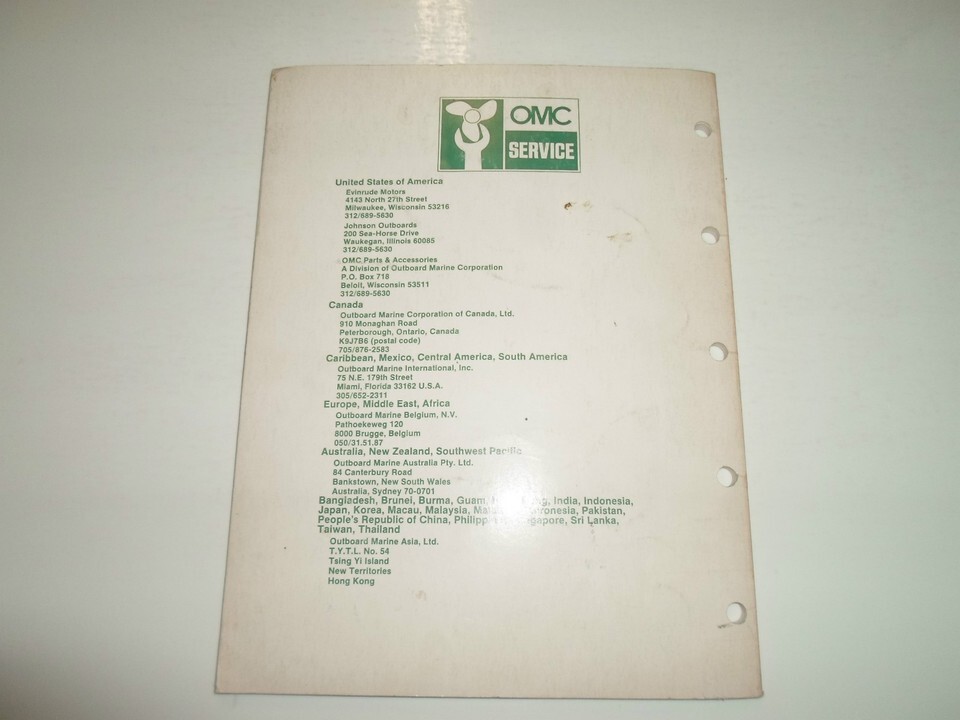 OMC
SERVICE
United States of America
Evinrude Motors
4143 North 27th Street
Milwaukee, Wisconsin 53216
312/689-5630
Johnson Outboards
200 Sea-Horse Drive
Waukegan, Illinois 60085
312/689-5630
OMC Parts & Accessories
A Division of Outboard Marine Corporation
P.O. Box 718
Beloit, Wisconsin 53511
312/689-5630
Canada
Outboard Marine Corporation of Canada, Ltd.
910 Monaghan Road
Peterborough, Ontario, Canada
K9J7B6 (postal code)
705/876-2583
Caribbean, Mexico, Central America, South America
Outboard Marine International, Inc.
75 N.E. 179th Street
Miami, Florida 33162 U.S.A.
305/652-2311
Europe, Middle East, Africa
Outboard Marine Belgium, N.V.
Pathoekeweg 120
8000 Brugge, Belgium
050/31.51.87
Australia, New Zealand, Southwest Pacific
Outboard Marine Australia Pty. Ltd.
84 Canterbury Road
Bankstown, New South Wales
Australia, Sydney 70-0701
Bangladesh, Brunei, Burma, Guam, India, Indonesia,
Japan, Korea, Macau, Malaysia, Pakistan,
People's Republic of China, Sri Lanka,
Taiwan, Thailand
Outboard Marine Asia, Ltd.
T.Y.T.L. No. 54
Tsing Yi Island
New Territories
Hong Kong